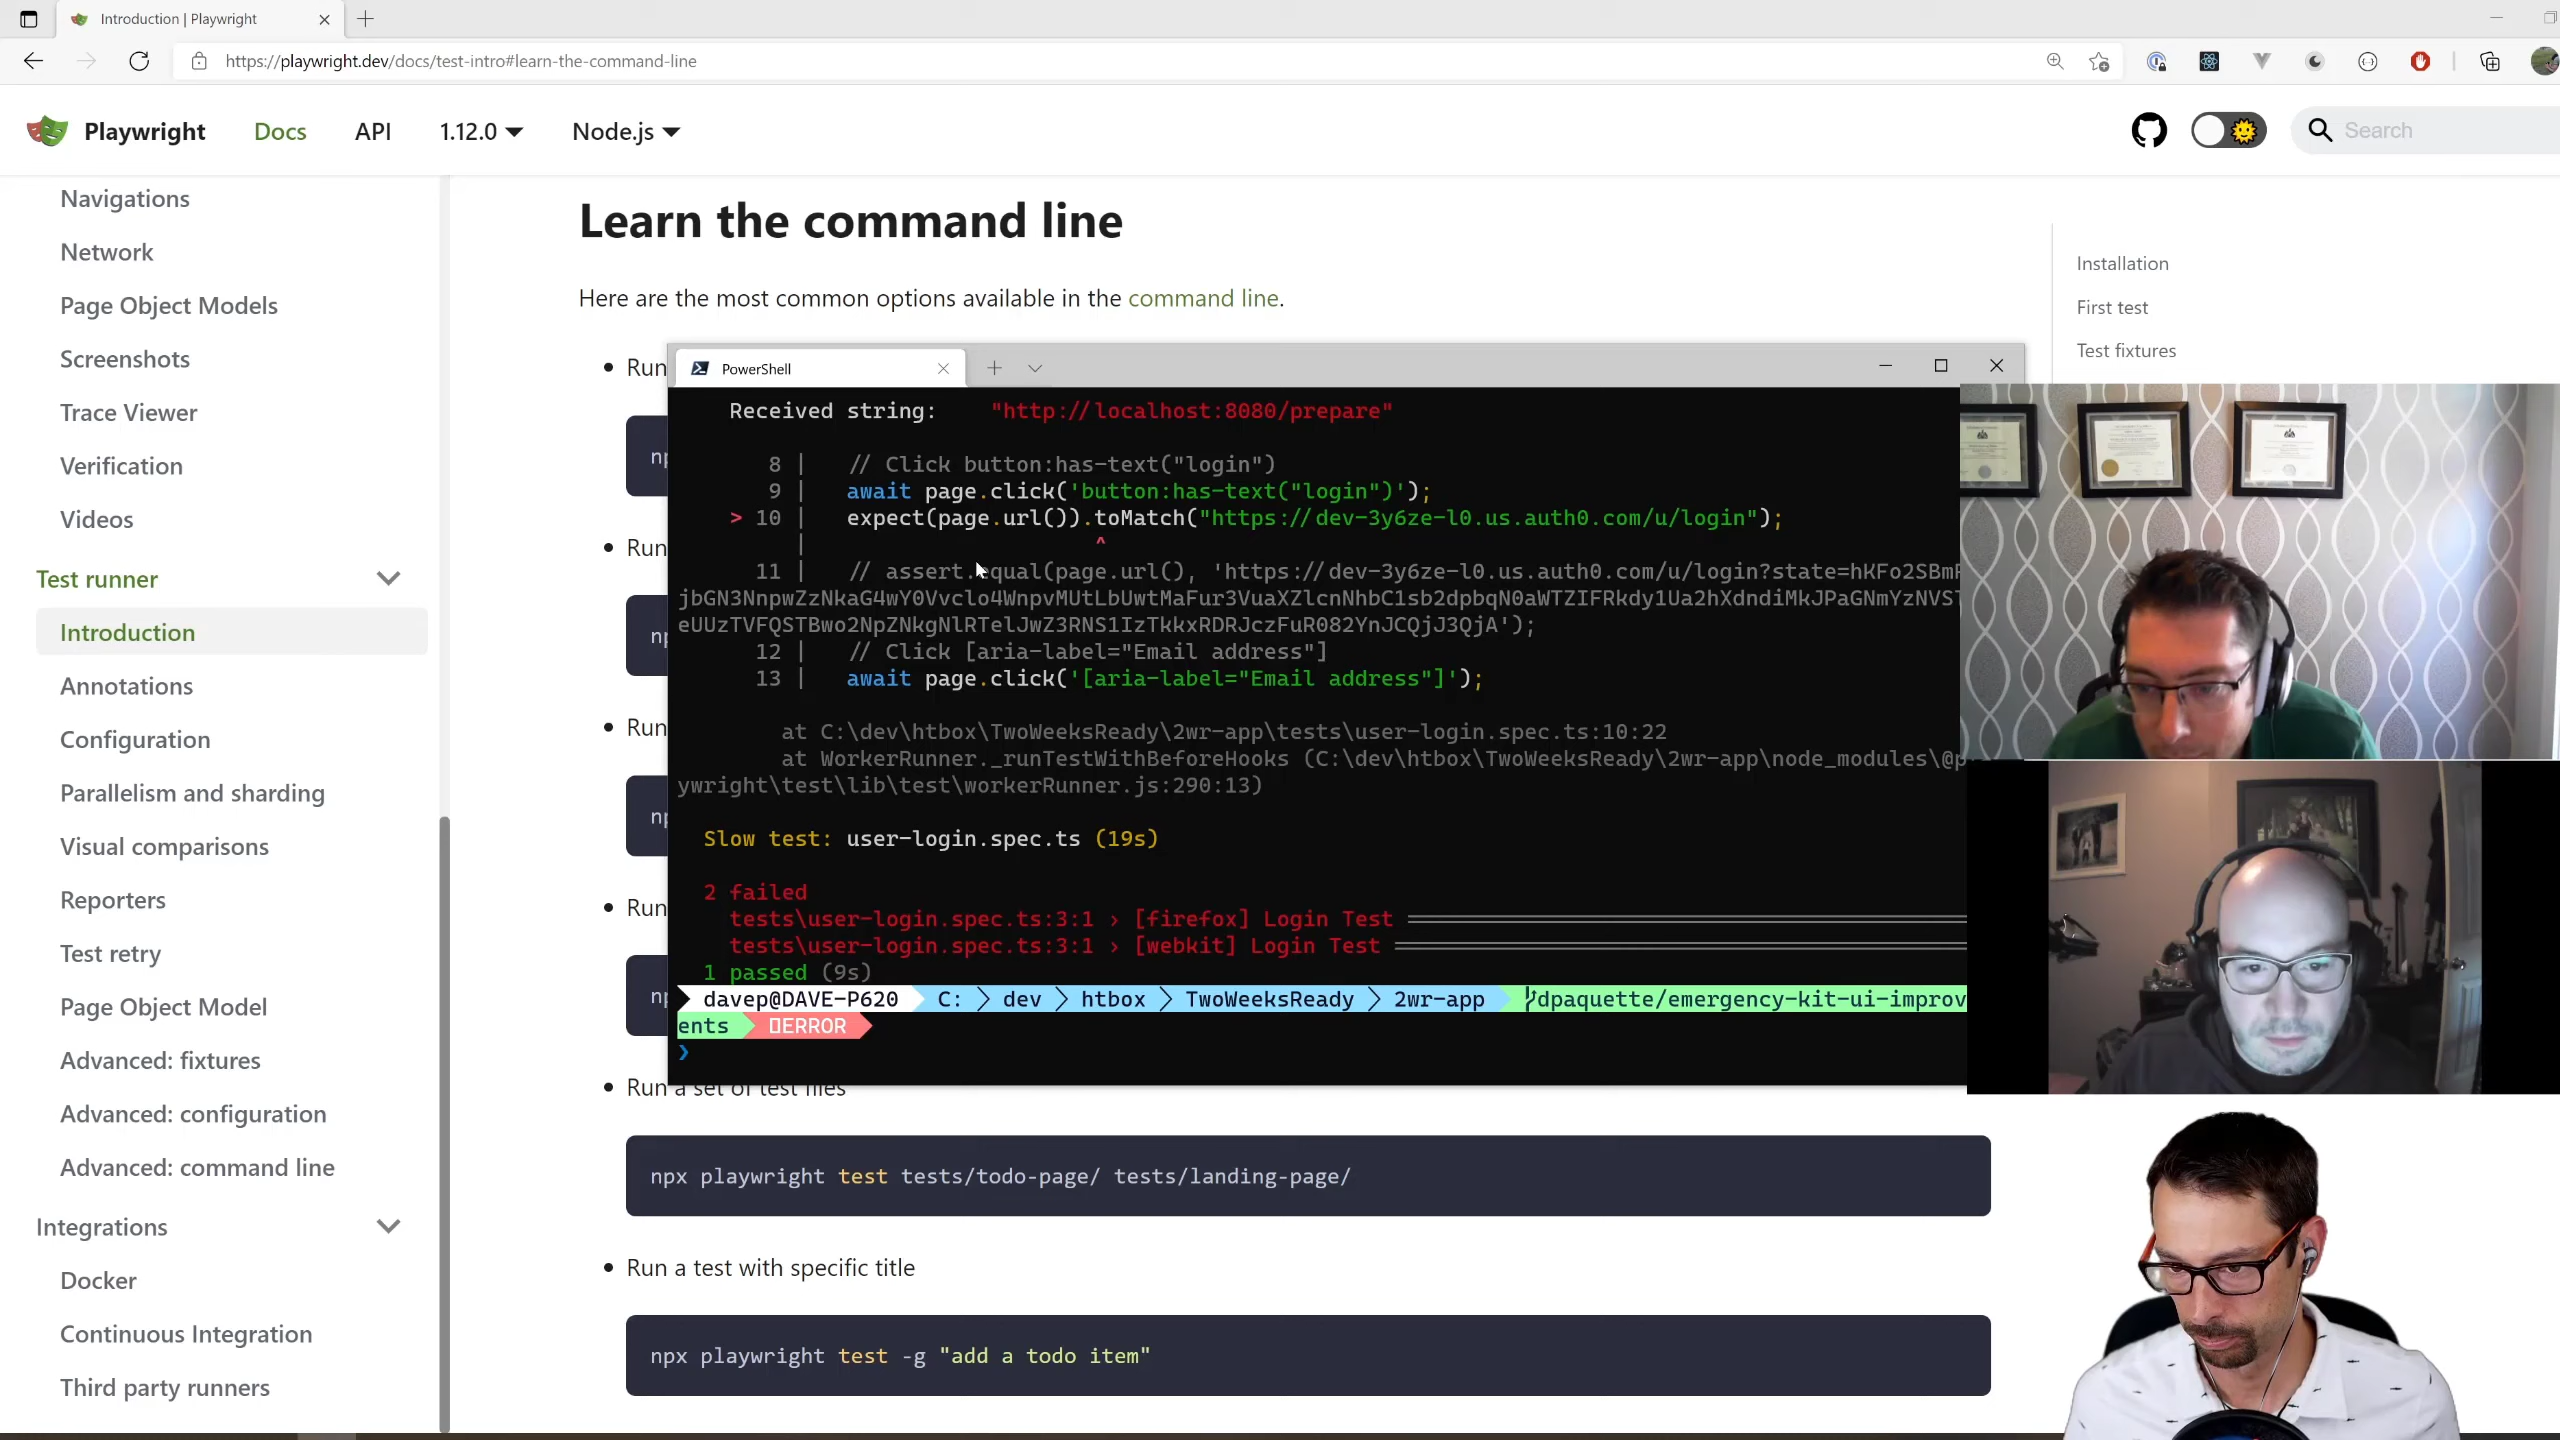 Introduction | Playwright
https://playwright.dev/docs/test-intro#learn-the-command-line
Playwright
Docs
API
1.12.0
Node.js
Search
Navigations
Network
Page Object Models
Screenshots
Trace Viewer
Verification
Videos
Test runner
Introduction
Annotations
Configuration
Parallelism and sharding
Visual comparisons
Reporters
Test retry
Page Object Model
Advanced: fixtures
Advanced: configuration
Advanced: command line
Integrations
Docker
Continuous Integration
Third party runners
Learn the command line
Here are the most common options available in the command line.
Run
np
Run
np
Run
np
Run
np
PowerShell
Received string: "http://localhost:8080/prepare"
8 | // Click button:has-text("login")
9 | await page.click('button:has-text("login")');
> 10 | expect(page.url()).toMatch("https://dev-3y6ze-l0.us.auth0.com/u/login");
| ^
11 | // assert.equal(page.url(), 'https://dev-3y6ze-l0.us.auth0.com/u/login?state=hKFo2SBmF
jbGN3NnpwZzNkaG4wY0Vvclo4WnpvMUtLbUwtMaFur3VuaXZlcnNhbC1sb2dpbqN0aWTZIFRkdy1Ua2hXdndiMkJPaGNmYzNVST
eUUzTVFQSTBwo2NpZNkgNlRTelJwZ3RNS1IzTkkxRDRJczFuR082YnJCQjJ3QjA');
12 | // Click [aria-label="Email address"]
13 | await page.click('[aria-label="Email address"]');
at C:\dev\htbox\TwoWeeksReady\2wr-app\tests\user-login.spec.ts:10:22
at WorkerRunner._runTestWithBeforeHooks (C:\dev\htbox\TwoWeeksReady\2wr-app\node_modules\@p
ywright\test\lib\test\workerRunner.js:290:13)
Slow test: user-login.spec.ts (19s)
2 failed
tests\user-login.spec.ts:3:1 › [firefox] Login Test
tests\user-login.spec.ts:3:1 › [webkit] Login Test
1 passed (9s)
davep@DAVE-P620 C: dev htbox TwoWeeksReady 2wr-app dpaquette/emergency-kit-ui-improv
ents ERROR
❯
Run a set of test files
npx playwright test tests/todo-page/ tests/landing-page/
Run a test with specific title
npx playwright test -g "add a todo item"
Installation
First test
Test fixtures